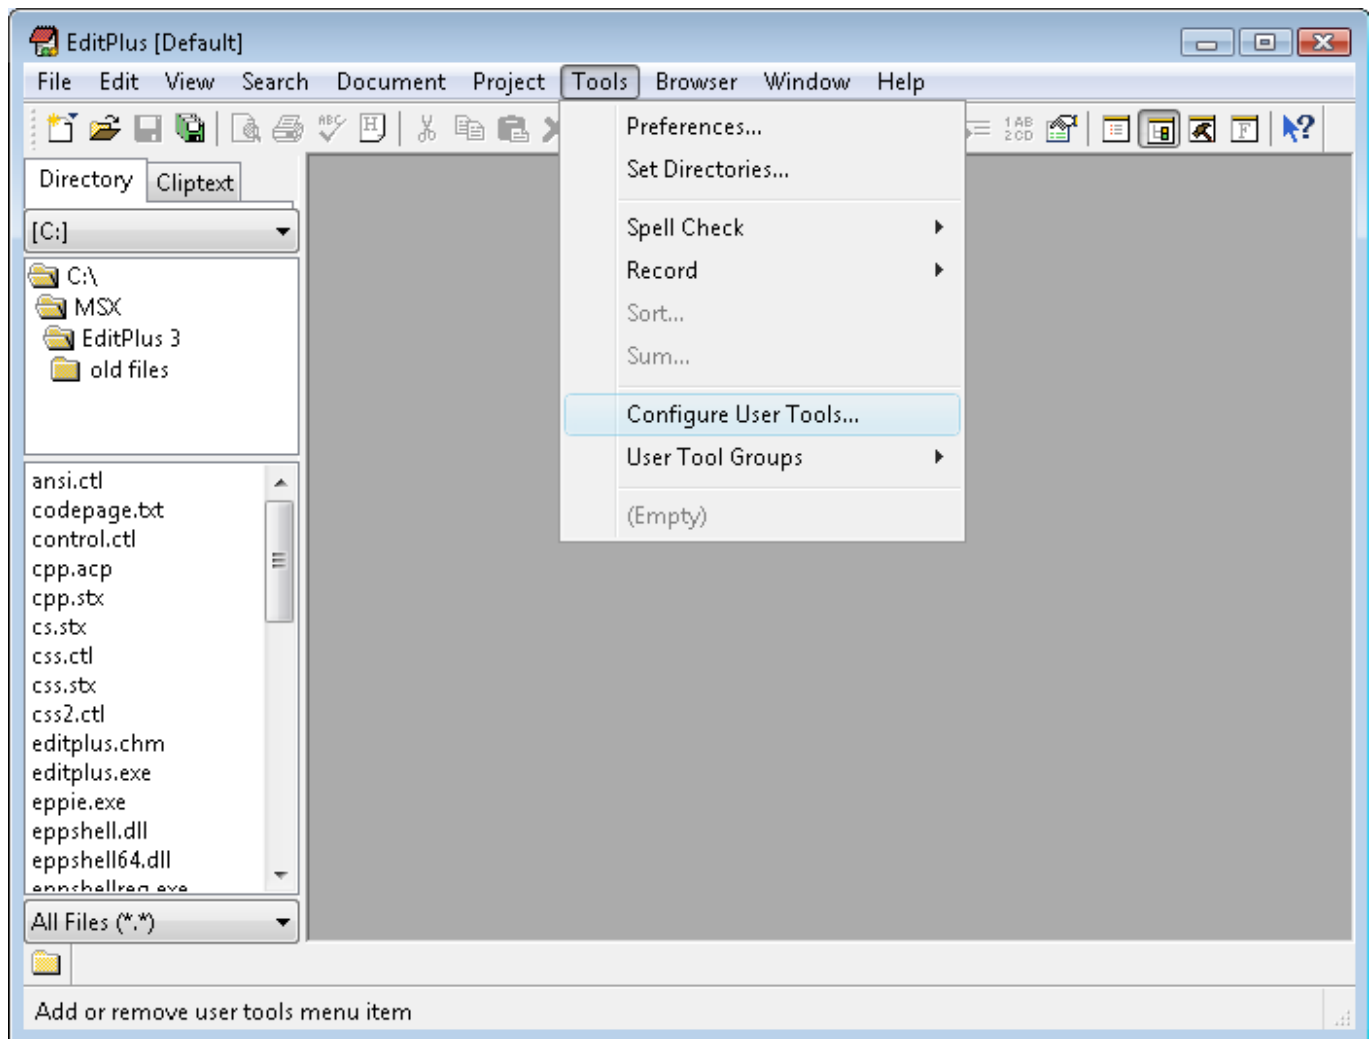 EditPlus [Default]
File Edit View Search Document Project Tools Browser Window Help
Preferences...
Set Directories...
Spell Check
Record
Sort...
Sum...
Configure User Tools...
User Tool Groups
(Empty)
Directory Cliptext
[C:]
C:\
MSX
EditPlus 3
old files
ansi.ctl
codepage.txt
control.ctl
cpp.acp
cpp.stx
cs.stx
css.ctl
css.stx
css2.ctl
editplus.chm
editplus.exe
eppie.exe
eppshell.dll
eppshell64.dll
eppshellreg.exe
All Files (*.*)
Add or remove user tools menu item